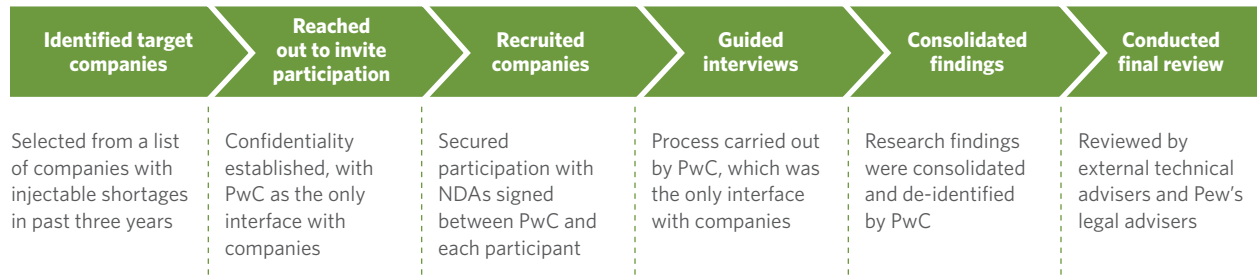 Identified target
companies
Reached
out to invite
participation
Recruited
companies
Guided
interviews
Consolidated
findings
Conducted
final review
Selected from a list
of companies with
injectable shortages
in past three years
Confidentiality
established, with
PwC as the only
interface with
companies
Secured
participation with
NDAs signed
between PwC and
each participant
Process carried out
by PwC, which was
the only interface
with companies
Research findings
were consolidated
and de-identified
by PwC
Reviewed by
external technical
advisers and Pew's
legal advisers